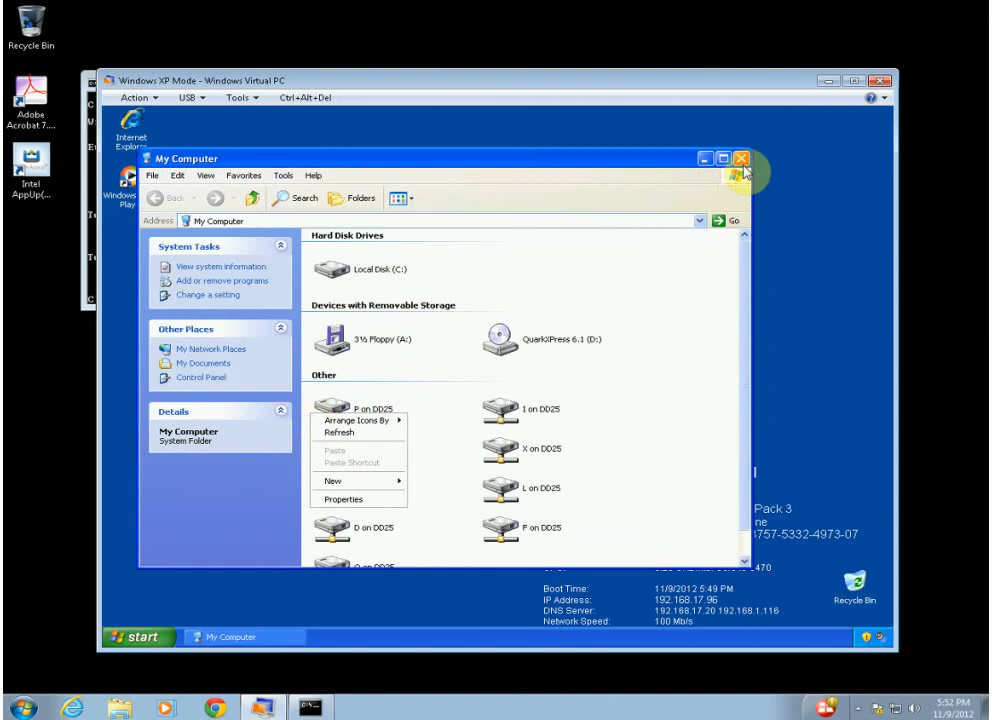 Recycle Bin
Adobe
Acrobat 7....
Intel
AppUp(...
Windows XP Mode - Windows Virtual PC
Action USB Tools Ctrl+Alt+Del
Internet
Explor
Windows
Play
My Computer
File Edit View Favorites Tools Help
Back Search Folders
Address My Computer Go
System Tasks
View system information
Add or remove programs
Change a setting
Other Places
My Network Places
My Documents
Control Panel
Details
My Computer
System Folder
Hard Disk Drives
Local Disk (C:)
Devices with Removable Storage
3½ Floppy (A:)
QuarkXPress 6.1 (D:)
Other
P on DD25
I on DD25
Arrange Icons By
Refresh
Paste
Paste Shortcut
New
Properties
X on DD25
L on DD25
D on DD25
F on DD25
Pack 3
ne
757-5332-4973-07
470
Boot Time: 11/9/2012 5:49 PM
IP Address: 192.168.17.96
DNS Server: 192.168.17.20 192.168.1.116
Network Speed: 100 Mb/s
Recycle Bin
start My Computer
5:52 PM
11/9/2012